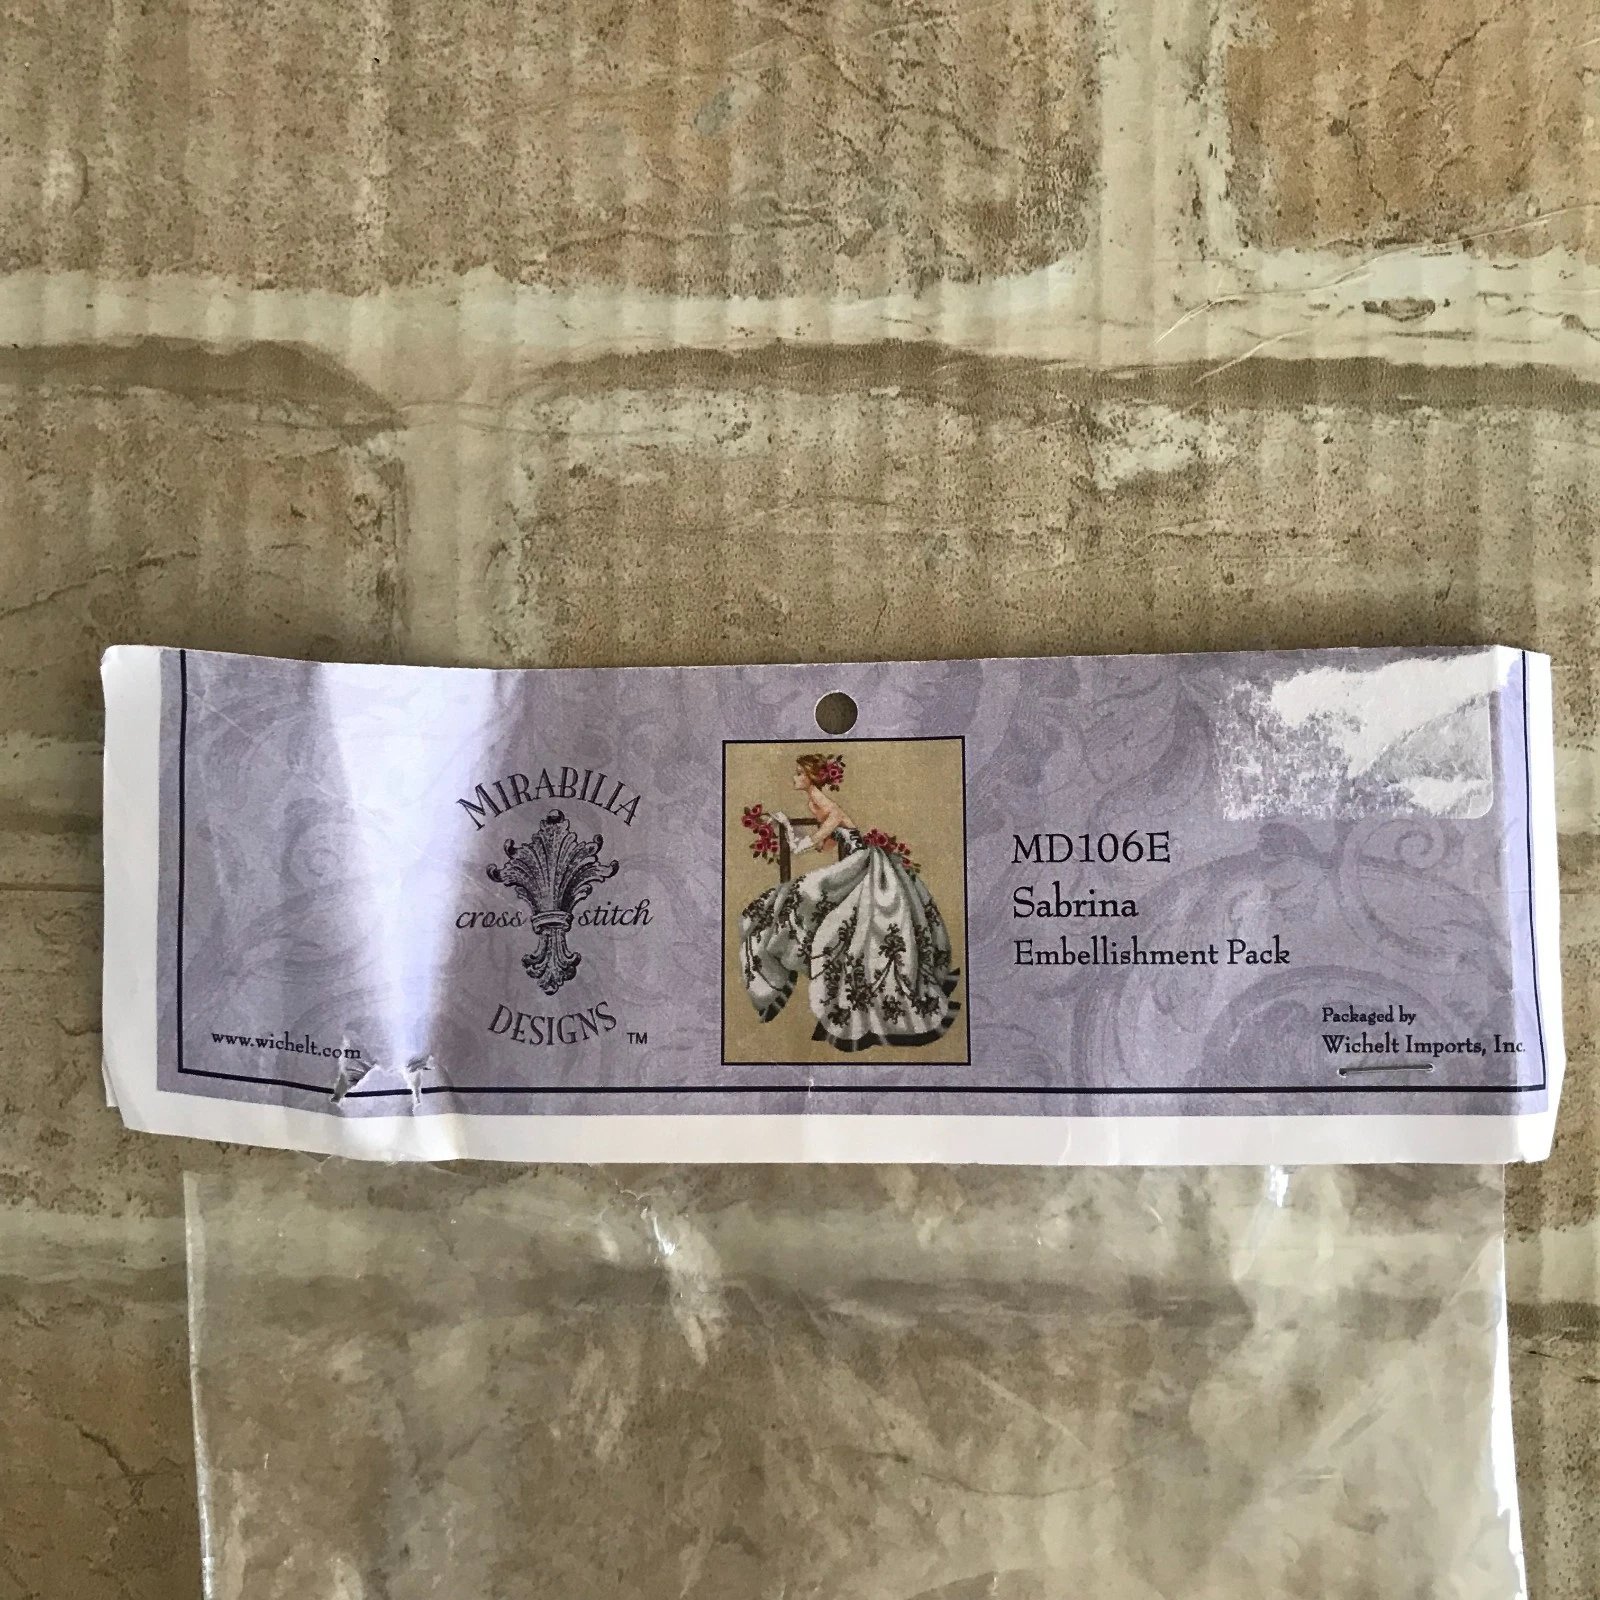 MIRABILIA
cross stitch
DESIGNS TM
www.wichelt.com
MD106E
Sabrina
Embellishment Pack
Packaged by
Wichelt Imports, Inc.